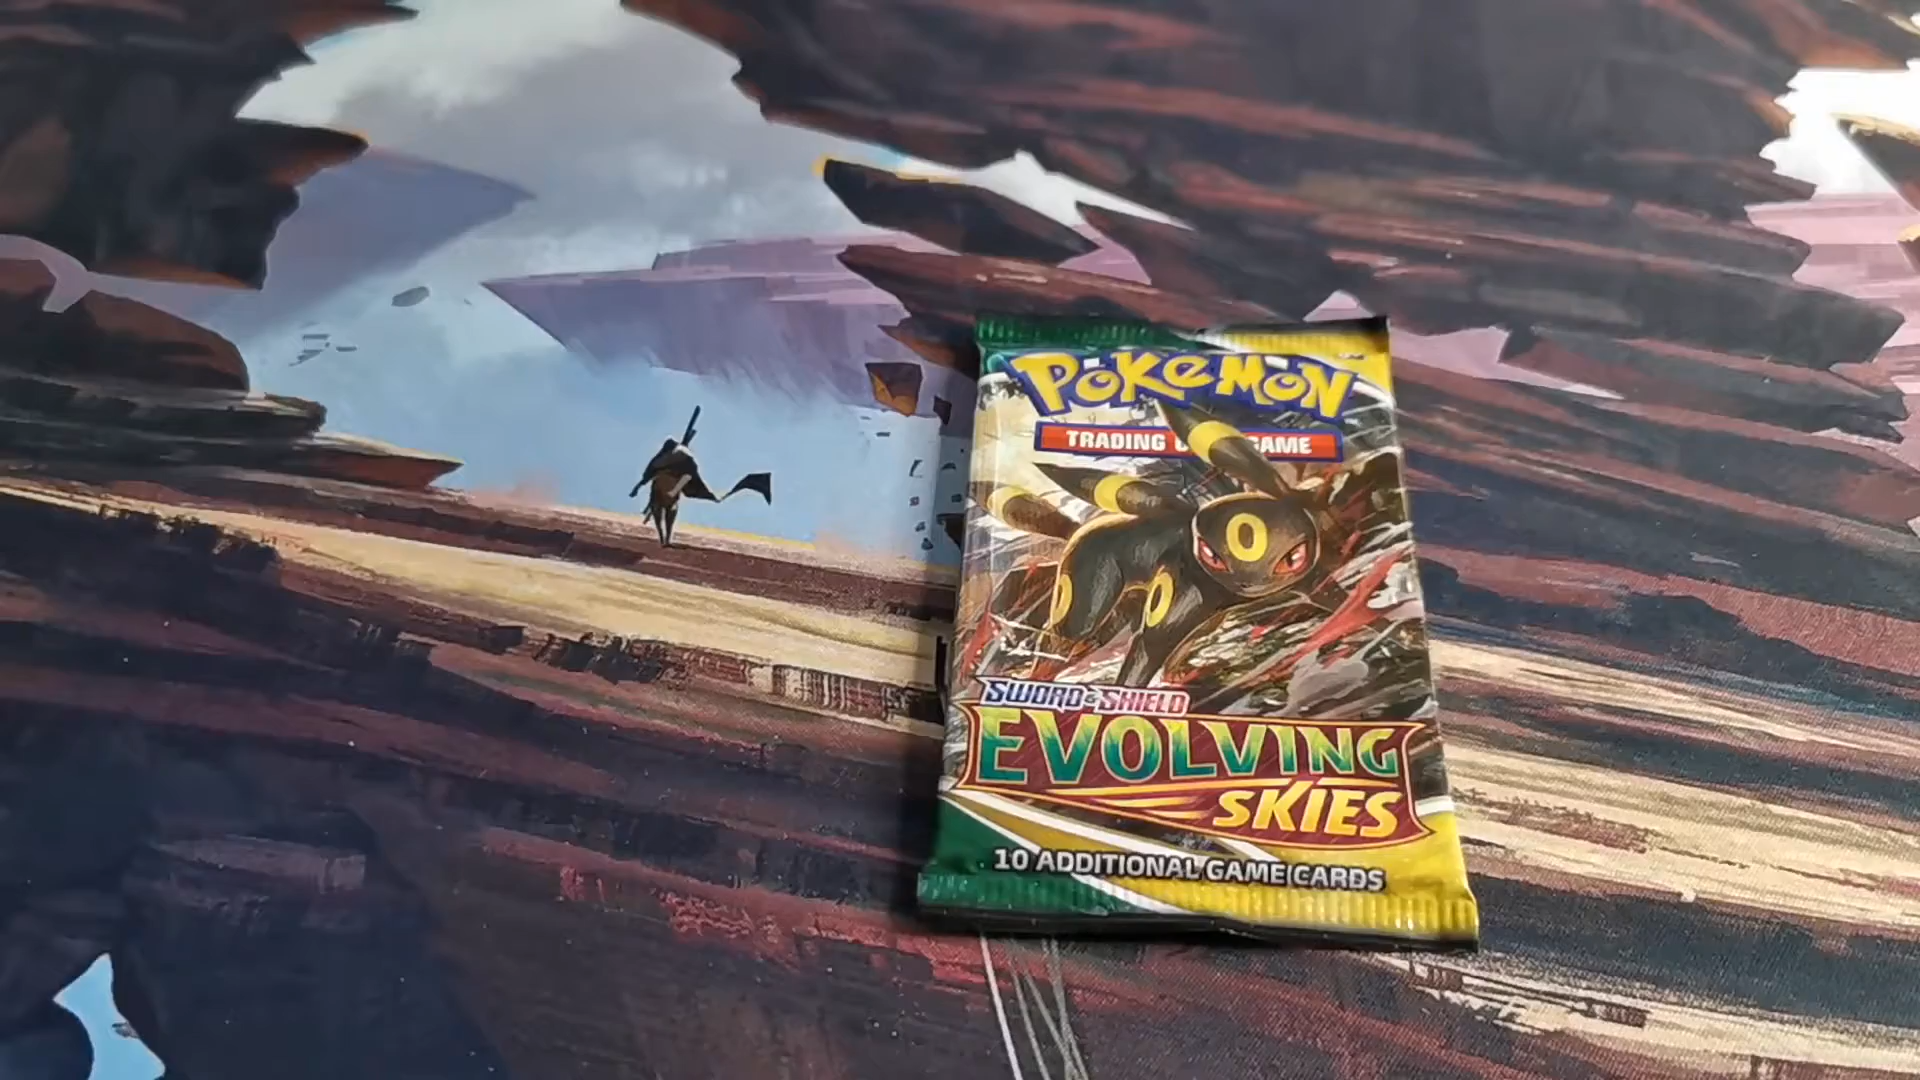 POKéMON
TRADING GAME
SWORD & SHIELD
EVOLVING
SKIES
10 ADDITIONAL GAME CARDS